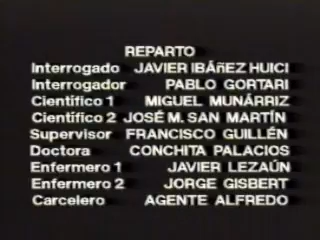 REPARTO
Interrogado JAVIER IBÁñEZ HUICI
Interrogador PABLO GORTARI
Científico 1 MIGUEL MUNÁRRIZ
Científico 2 JOSÉ M. SAN MARTÍN
Supervisor FRANCISCO GUILLÉN
Doctora CONCHITA PALACIOS
Enfermero 1 JAVIER LEZAÚN
Enfermero 2 JORGE GISBERT
Carcelero AGENTE ALFREDO